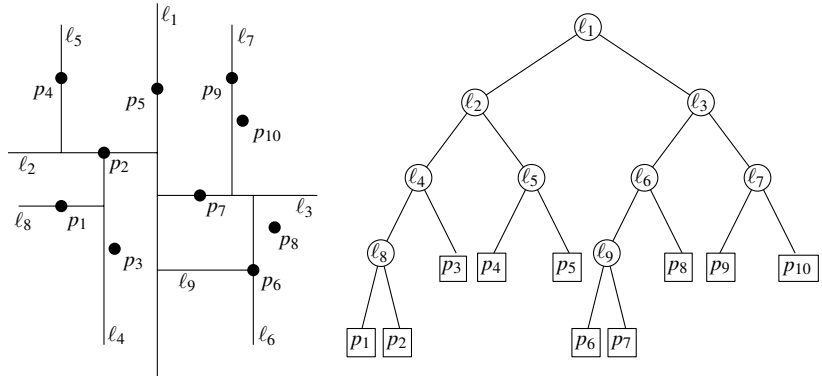 ℓ₁
ℓ₅ ℓ₇
p₄ p₅ p₉
p₁₀
ℓ₂ p₂
ℓ₈ p₁ p₇ ℓ₃
p₃ p₈
ℓ₉ p₆
ℓ₄ ℓ₆
ℓ₁
ℓ₂ ℓ₃
ℓ₄ ℓ₅ ℓ₆ ℓ₇
ℓ₈ p₃ p₄ p₅ ℓ₉ p₈ p₉ p₁₀
p₁ p₂ p₆ p₇